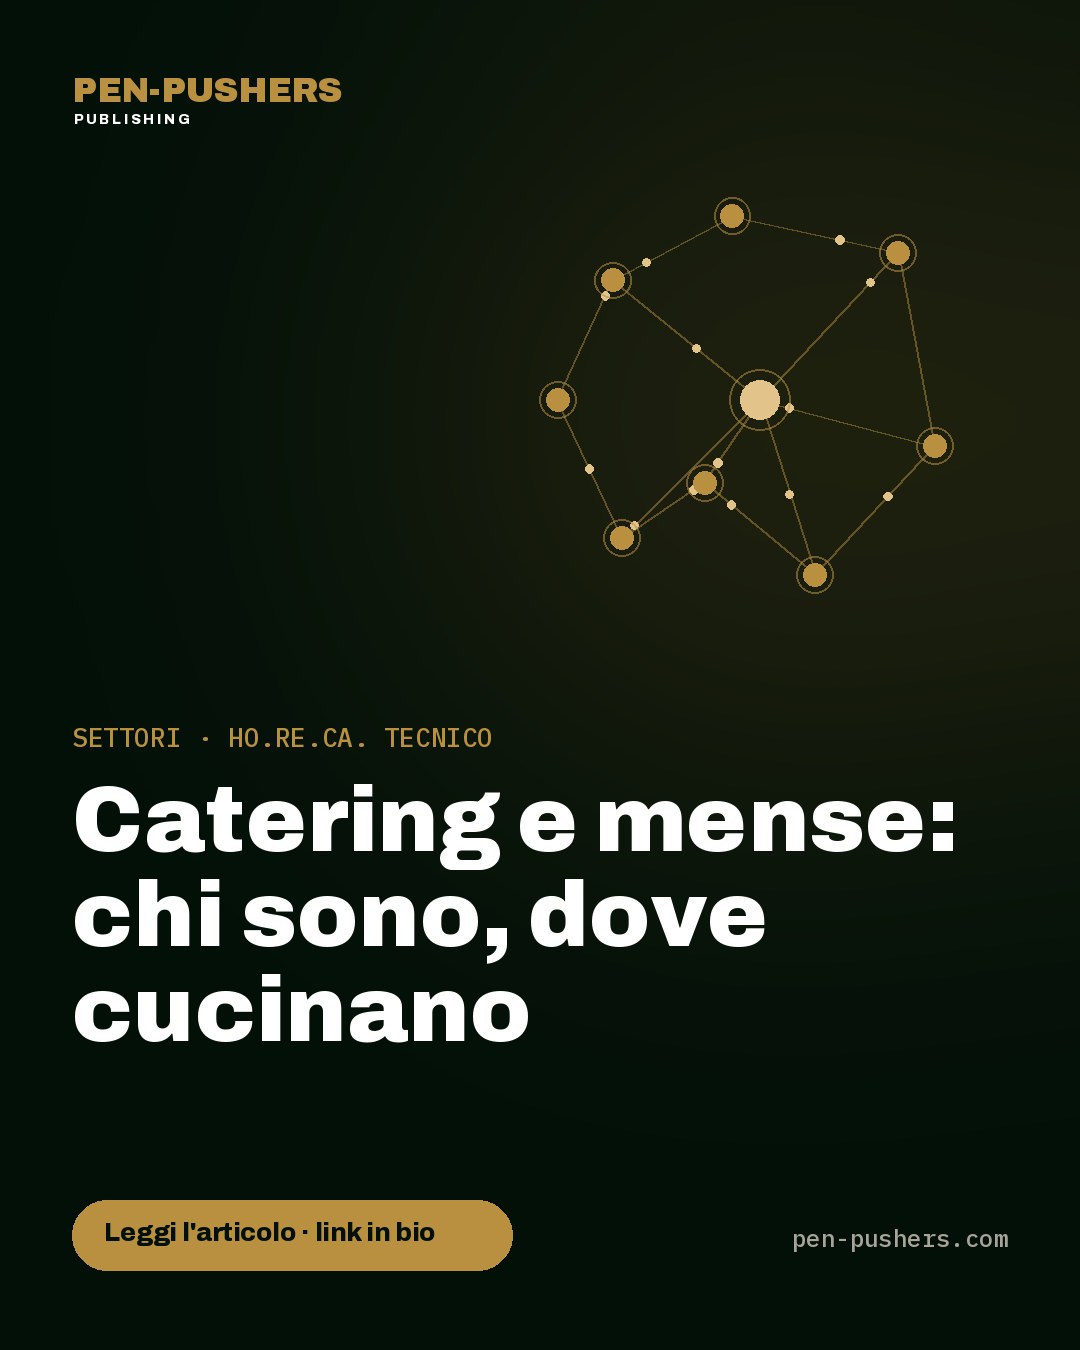 PEN-PUSHERS
PUBLISHING
SETTORI · HO.RE.CA. TECNICO
Catering e mense:
chi sono, dove
cucinano
Leggi l'articolo · link in bio
pen-pushers.com